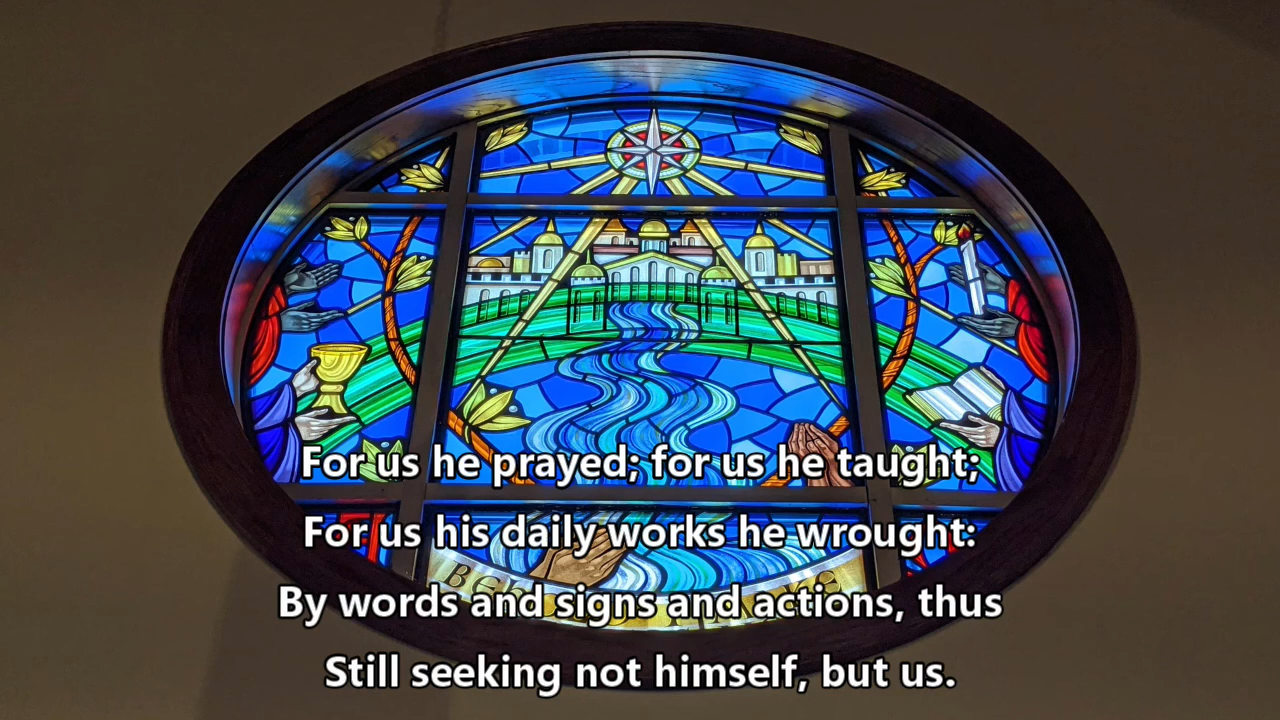 For us he prayed; for us he taught;
For us his daily works he wrought:
By words and signs and actions, thus
Still seeking not himself, but us.